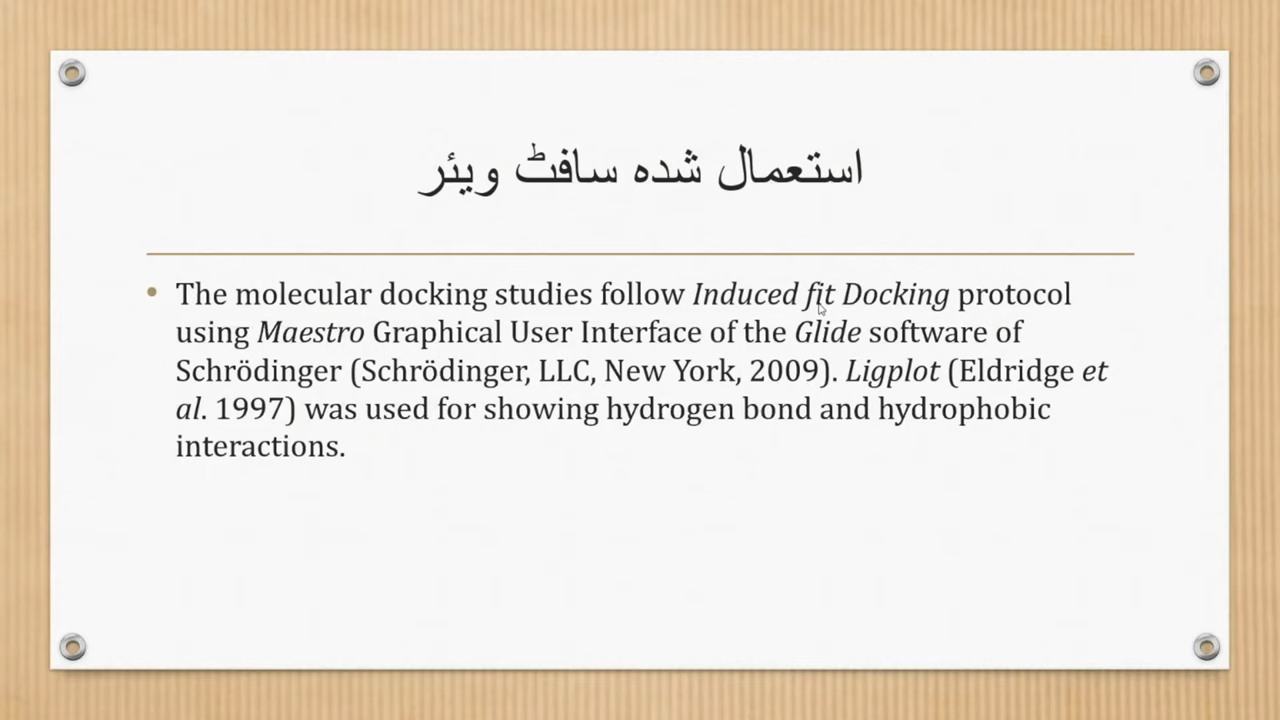 استعمال شدہ سافٹ ویئر
• The molecular docking studies follow Induced fit Docking protocol
using Maestro Graphical User Interface of the Glide software of
Schrödinger (Schrödinger, LLC, New York, 2009). Ligplot (Eldridge et
al. 1997) was used for showing hydrogen bond and hydrophobic
interactions.